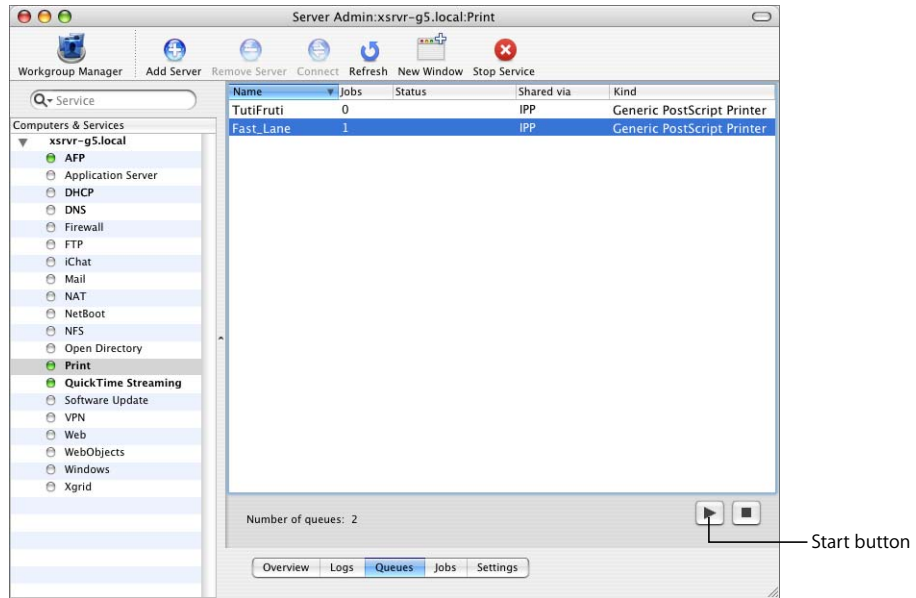 Server Admin:xsrvr-g5.local:Print
Workgroup Manager Add Server Remove Server Connect Refresh New Window Stop Service
Service
Computers & Services
xsrvr-g5.local
AFP
Application Server
DHCP
DNS
Firewall
FTP
iChat
Mail
NAT
NetBoot
NFS
Open Directory
Print
QuickTime Streaming
Software Update
VPN
Web
WebObjects
Windows
Xgrid
Name Jobs Status Shared via Kind
TutiFruti 0 IPP Generic PostScript Printer
Fast_Lane 1 IPP Generic PostScript Printer
Number of queues: 2
Start button
Overview Logs Queues Jobs Settings